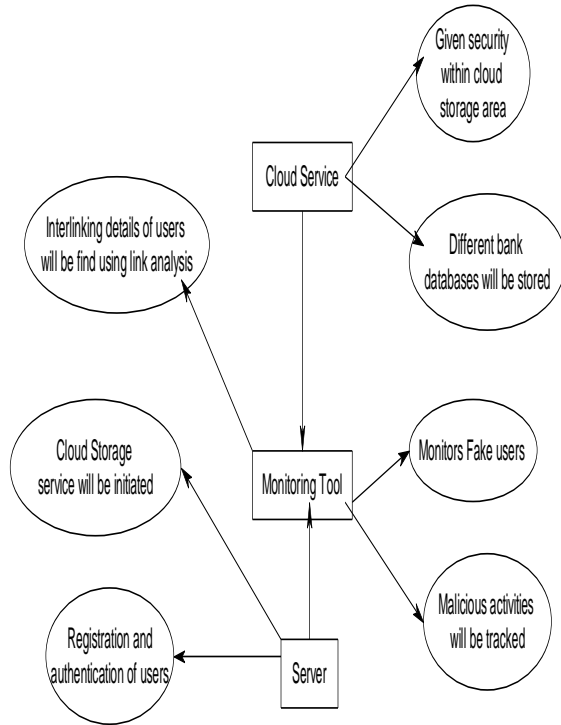 Given security
within cloud
storage area
Cloud Service
Interlinking details of users
will be find using link analysis
Different bank
databases will be stored
Cloud Storage
service will be initiated
Monitoring Tool
Monitors Fake users
Malicious activities
will be tracked
Registration and
authentication of users
Server